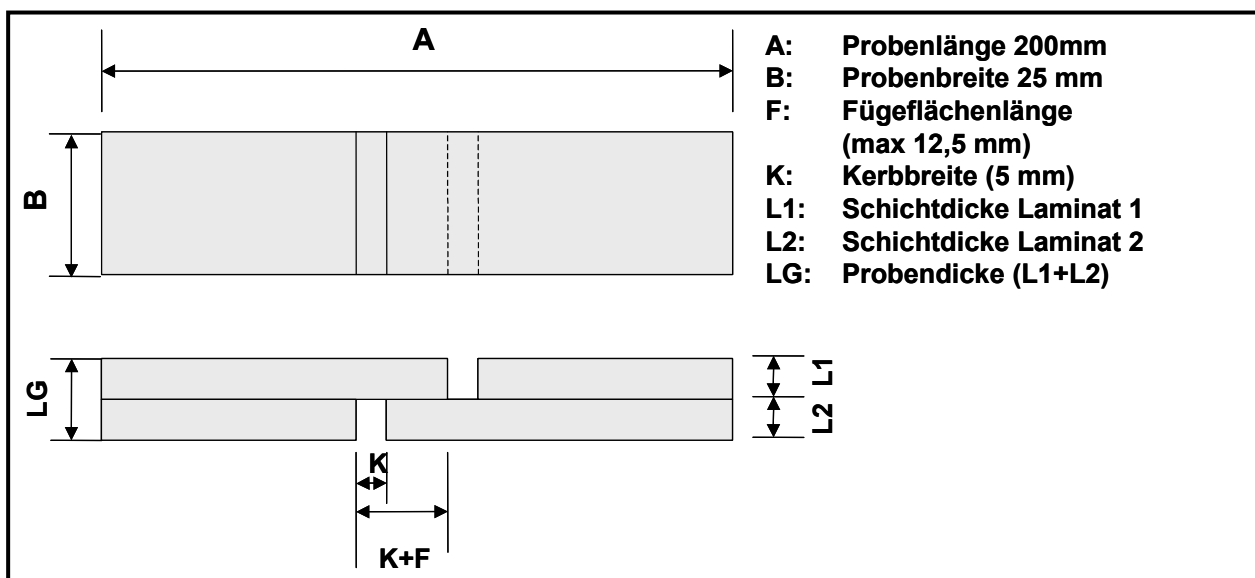 A
A: Probenlänge 200mm
B: Probenbreite 25 mm
F: Fügeflächenlänge
(max 12,5 mm)
K: Kerbbreite (5 mm)
L1: Schichtdicke Laminat 1
L2: Schichtdicke Laminat 2
LG: Probendicke (L1+L2)
B
LG
L1
L2
K
K+F